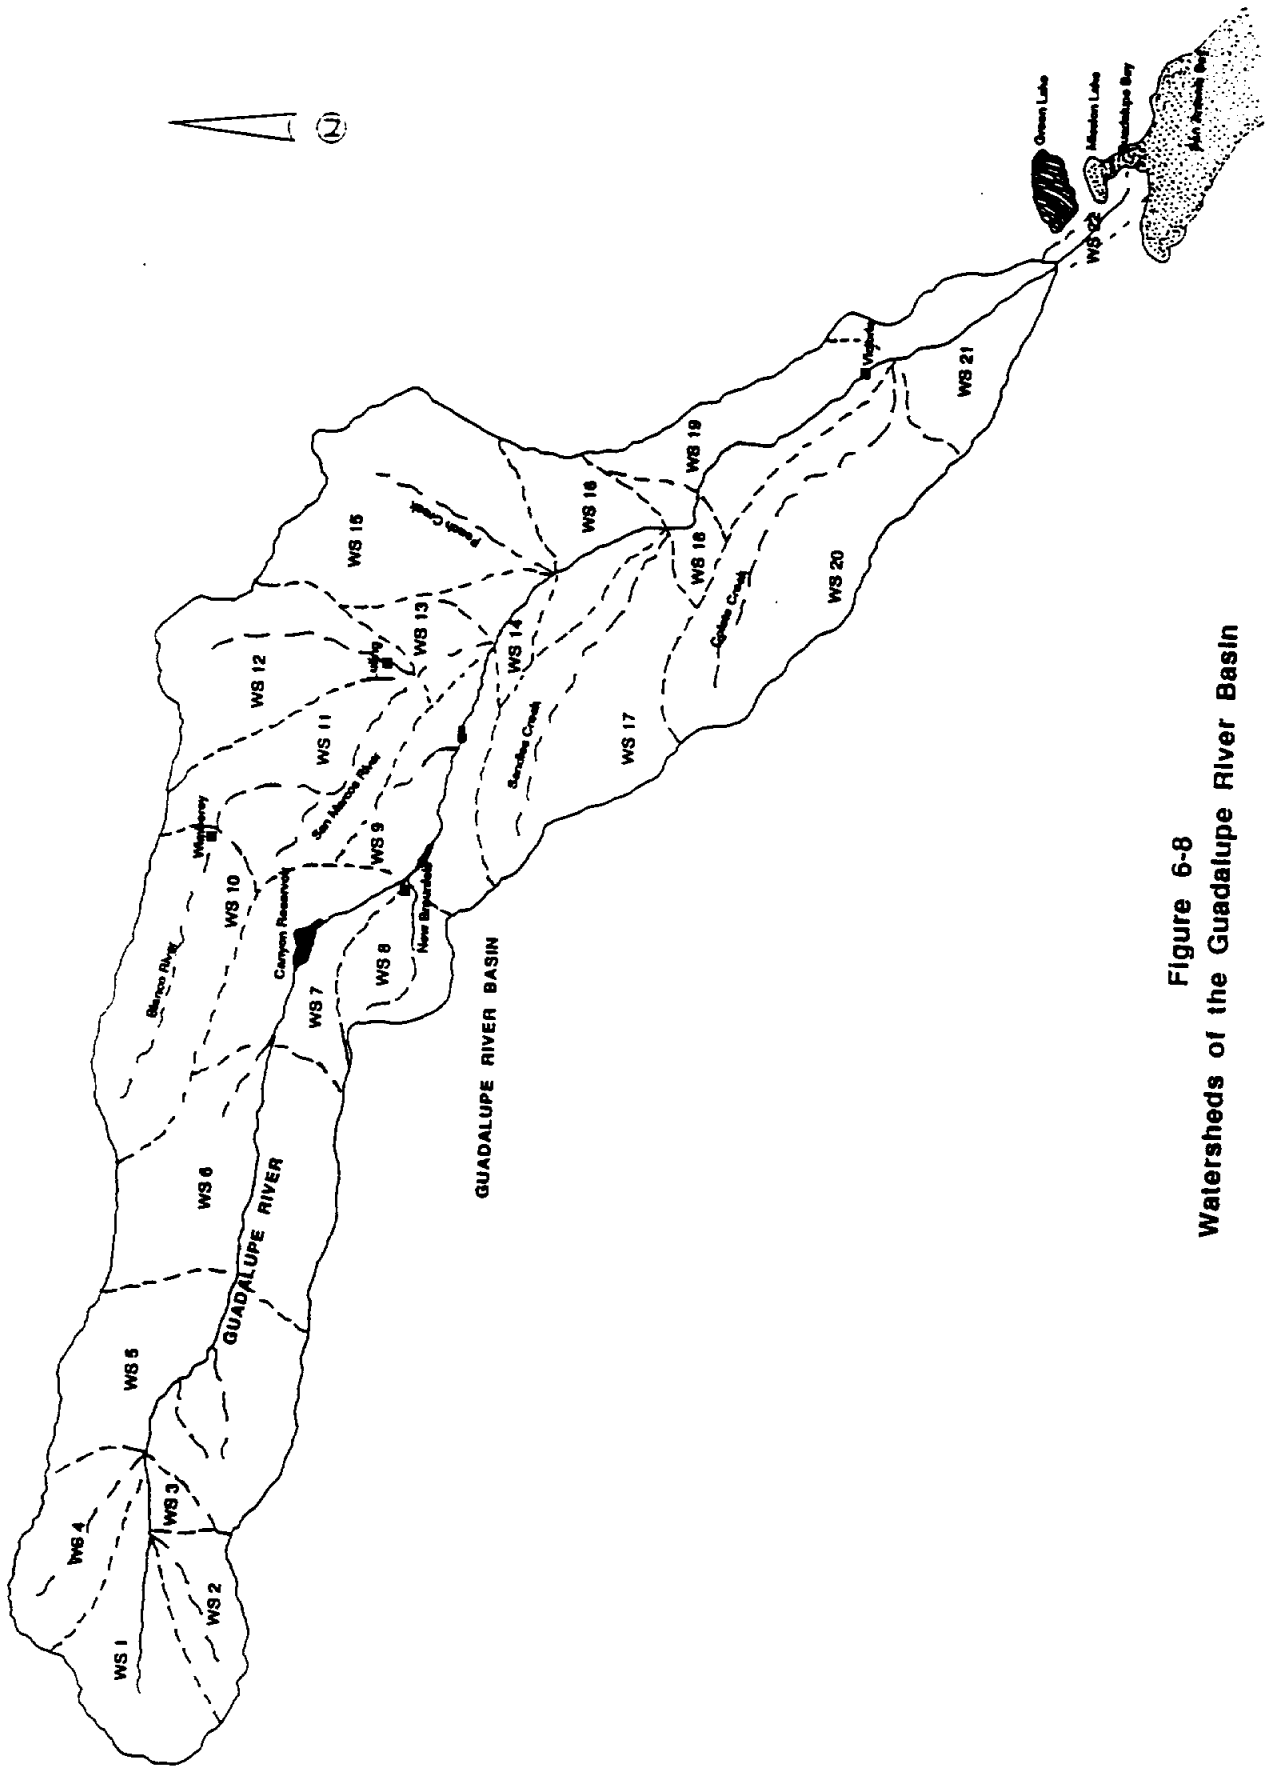 WS 1
WS 2
WS 3
WS 4
WS 5
WS 6
GUADALUPE RIVER
WS 7
WS 8
New Braunfels
Canyon Reservoir
WS 9
WS 10
Blanco River
Wimberley
San Marcos River
WS 11
WS 12
Luling
WS 13
WS 14
WS 15
Peach Creek
WS 16
WS 17
Sandies Creek
WS 18
WS 19
WS 20
Coleto Creek
Victoria
WS 21
WS 22
Green Lake
Mission Lake
Guadalupe Bay
San Antonio Bay
N
GUADALUPE RIVER BASIN
Figure 6-8
Watersheds of the Guadalupe River Basin